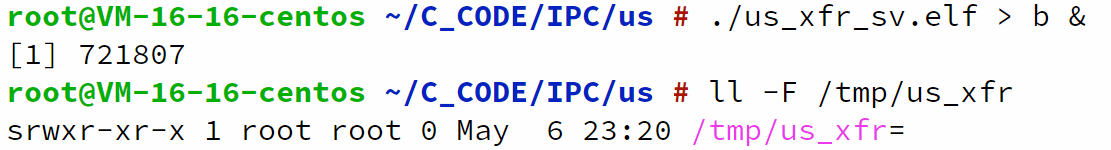 root@VM-16-16-centos ~/C_CODE/IPC/us # ./us_xfr_sv.elf > b &
[1] 721807
root@VM-16-16-centos ~/C_CODE/IPC/us # ll -F /tmp/us_xfr
srwxr-xr-x 1 root root 0 May  6 23:20 /tmp/us_xfr=